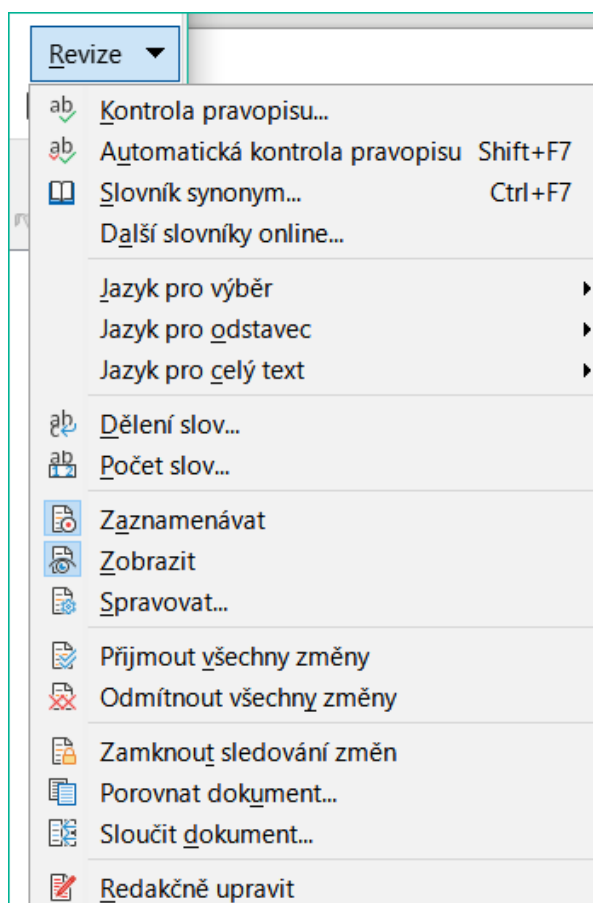 Revize
Kontrola pravopisu...
Automatická kontrola pravopisu Shift+F7
Slovník synonym... Ctrl+F7
Další slovníky online...
Jazyk pro výběr
Jazyk pro odstavec
Jazyk pro celý text
Dělení slov...
Počet slov...
Zaznamenávat
Zobrazit
Spravovat...
Přijmout všechny změny
Odmítnout všechny změny
Zamknout sledování změn
Porovnat dokument...
Sloučit dokument...
Redakčně upravit